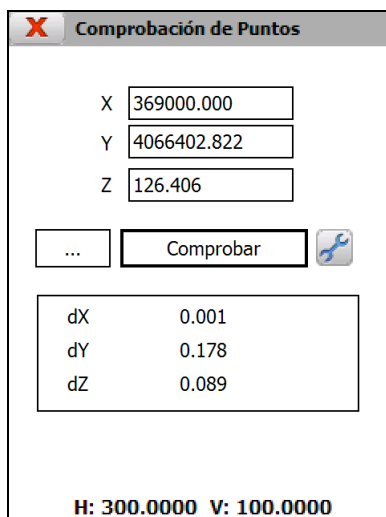 X Comprobación de Puntos
X 369000.000
Y 4066402.822
Z 126.406
... Comprobar
dX 0.001
dY 0.178
dZ 0.089
H: 300.0000 V: 100.0000